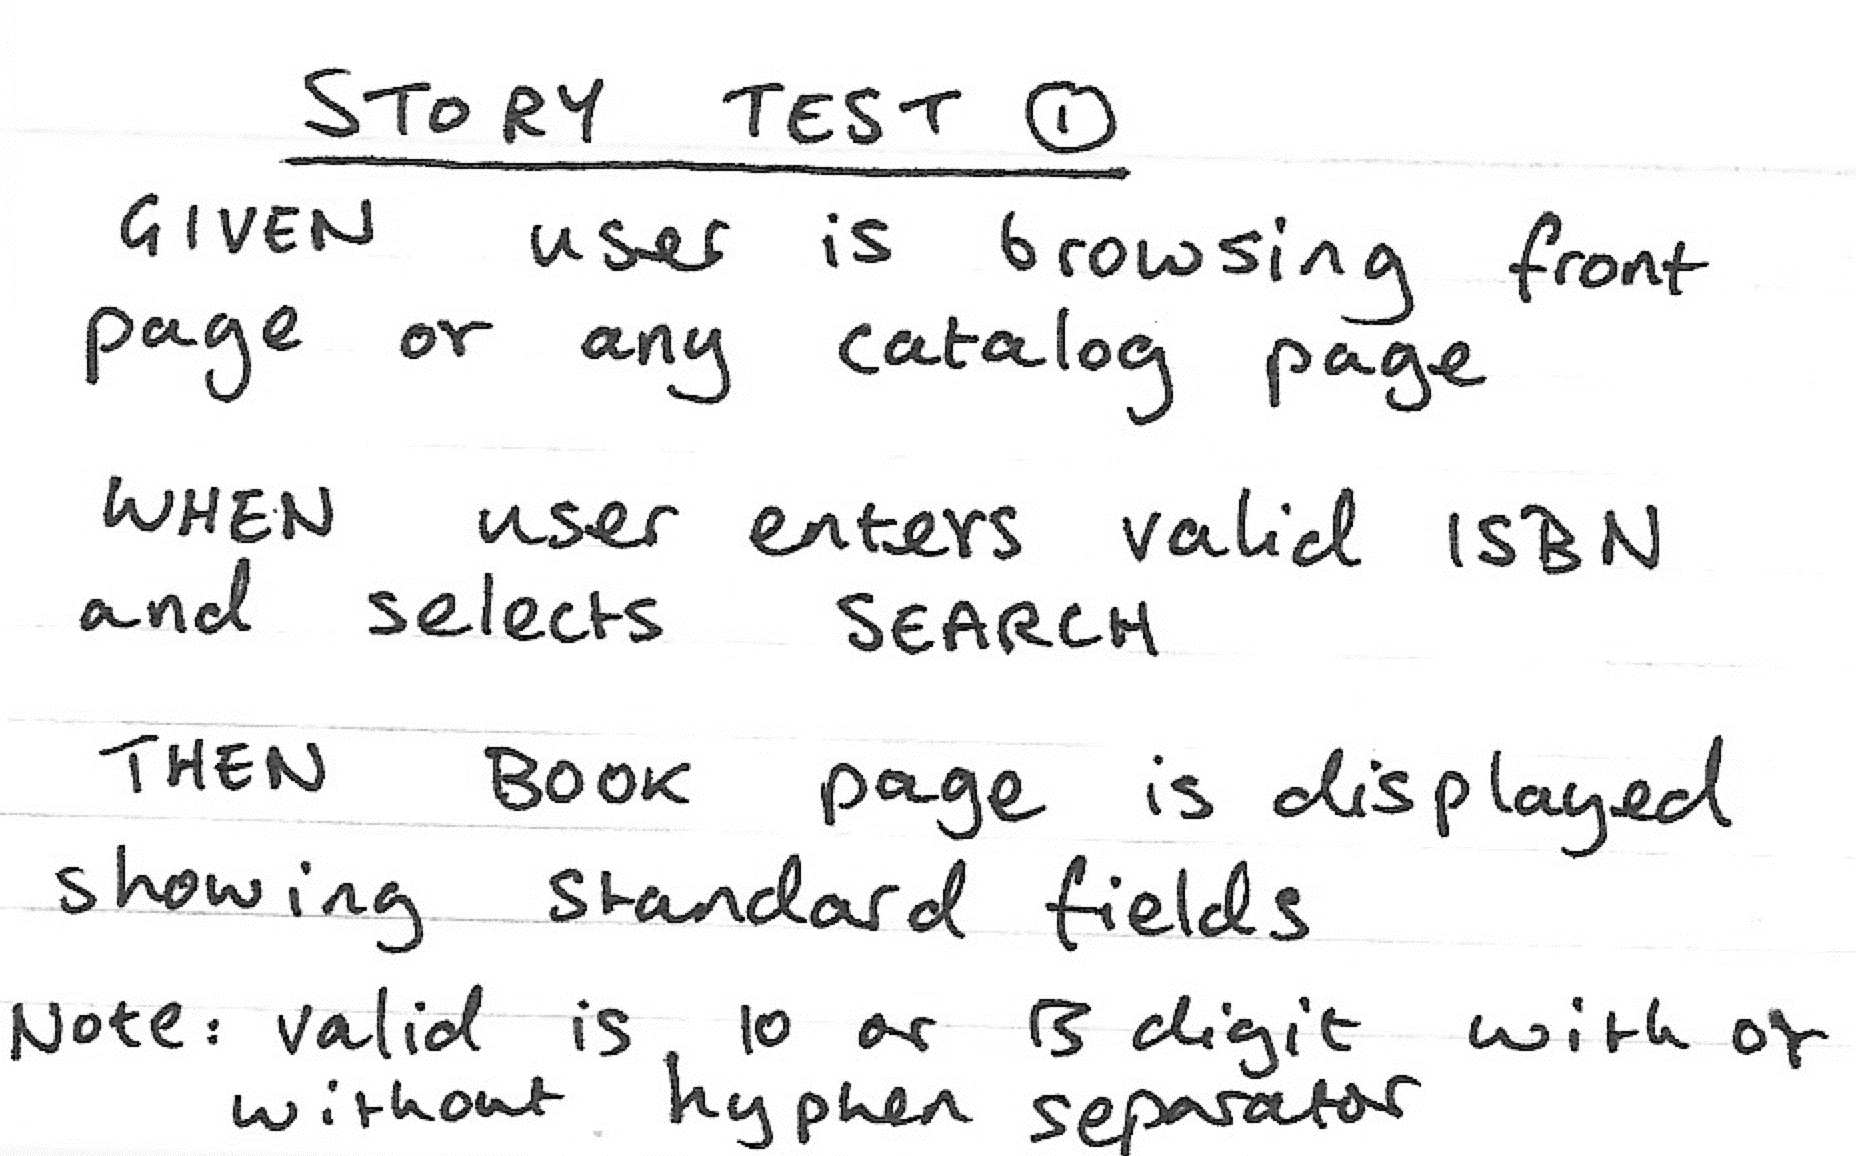 STORY TEST ①
GIVEN user is browsing front
page or any catalog page
WHEN user enters valid ISBN
and selects SEARCH
THEN BOOK page is displayed
showing standard fields
Note: valid is 10 or 13 digit with or
without hyphen separator